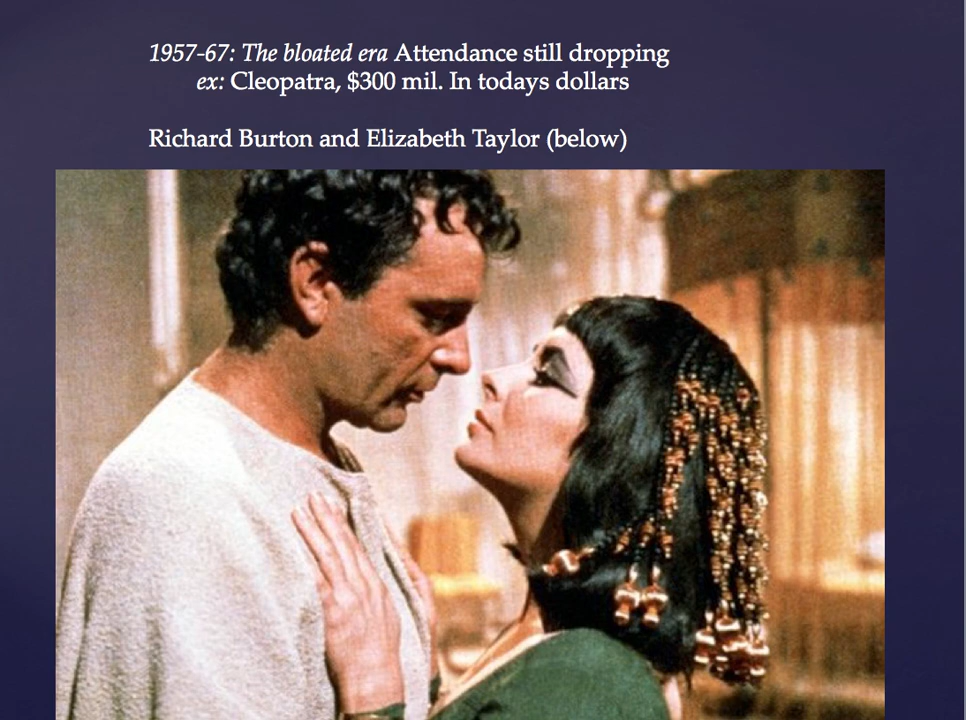 1957-67: The bloated era Attendance still dropping
ex: Cleopatra, $300 mil. In todays dollars
Richard Burton and Elizabeth Taylor (below)